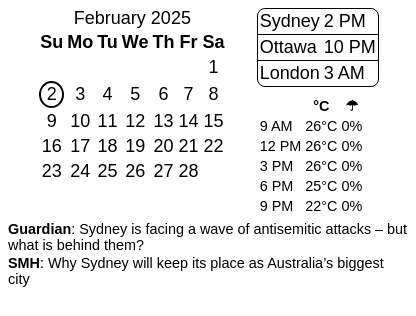 February 2025
Su Mo Tu We Th Fr Sa
1
2 3 4 5 6 7 8
9 10 11 12 13 14 15
16 17 18 19 20 21 22
23 24 25 26 27 28
Sydney 2 PM
Ottawa 10 PM
London 3 AM
°C ☂
9 AM 26°C 0%
12 PM 26°C 0%
3 PM 26°C 0%
6 PM 25°C 0%
9 PM 22°C 0%
Guardian: Sydney is facing a wave of antisemitic attacks – but
what is behind them?
SMH: Why Sydney will keep its place as Australia’s biggest
city